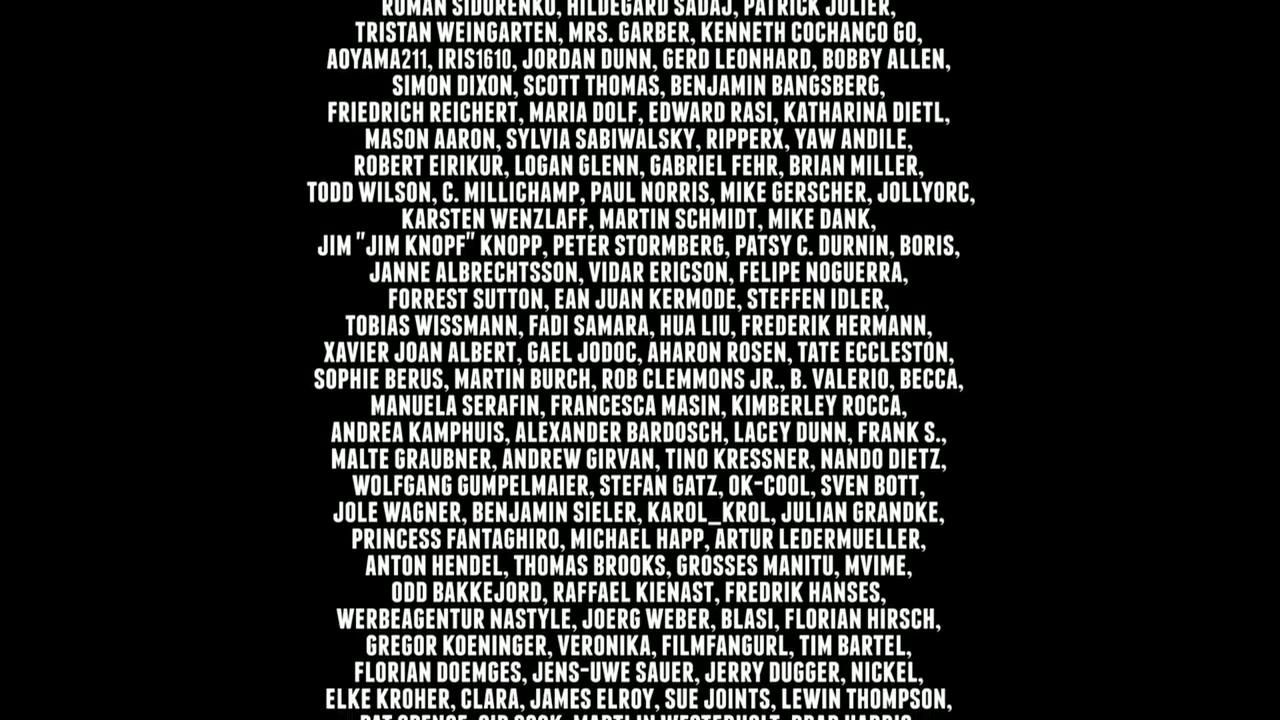 ROMAN SIDORENKO, HILDEGARD SADAJ, PATRICK JULIER,
TRISTAN WEINGARTEN, MRS. GARBER, KENNETH COCHANCO GO,
AOYAMA211, IRIS1610, JORDAN DUNN, GERD LEONHARD, BOBBY ALLEN,
SIMON DIXON, SCOTT THOMAS, BENJAMIN BANGSBERG,
FRIEDRICH REICHERT, MARIA DOLF, EDWARD RASI, KATHARINA DIETL,
MASON AARON, SYLVIA SABIWALSKY, RIPPERX, YAW ANDILE,
ROBERT EIRIKUR, LOGAN GLENN, GABRIEL FEHR, BRIAN MILLER,
TODD WILSON, C. MILLICHAMP, PAUL NORRIS, MIKE GERSCHER, JOLLYORC,
KARSTEN WENZLAFF, MARTIN SCHMIDT, MIKE DANK,
JIM "JIM KNOPF" KNOPP, PETER STORMBERG, PATSY C. DURNIN, BORIS,
JANNE ALBRECHTSSON, VIDAR ERICSON, FELIPE NOGUERRA,
FORREST SUTTON, EAN JUAN KERMODE, STEFFEN IDLER,
TOBIAS WISSMANN, FADI SAMARA, HUA LIU, FREDERIK HERMANN,
XAVIER JOAN ALBERT, GAEL JODOC, AHARON ROSEN, TATE ECCLESTON,
SOPHIE BERUS, MARTIN BURCH, ROB CLEMMONS JR., B. VALERIO, BECCA,
MANUELA SERAFIN, FRANCESCA MASIN, KIMBERLEY ROCCA,
ANDREA KAMPHUIS, ALEXANDER BARDOSCH, LACEY DUNN, FRANK S.,
MALTE GRAUBNER, ANDREW GIRVAN, TINO KRESSNER, NANDO DIETZ,
WOLFGANG GUMPELMAIER, STEFAN GATZ, OK-COOL, SVEN BOTT,
JOLE WAGNER, BENJAMIN SIELER, KAROL_KROL, JULIAN GRANDKE,
PRINCESS FANTAGHIRO, MICHAEL HAPP, ARTUR LEDERMUELLER,
ANTON HENDEL, THOMAS BROOKS, GROSSES MANITU, MVIME,
ODD BAKKEJORD, RAFFAEL KIENAST, FREDRIK HANSES,
WERBEAGENTUR NASTYLE, JOERG WEBER, BLASI, FLORIAN HIRSCH,
GREGOR KOENINGER, VERONIKA, FILMFANGURL, TIM BARTEL,
FLORIAN DOEMGES, JENS-UWE SAUER, JERRY DUGGER, NICKEL,
ELKE KROHER, CLARA, JAMES ELROY, SUE JOINTS, LEWIN THOMPSON,